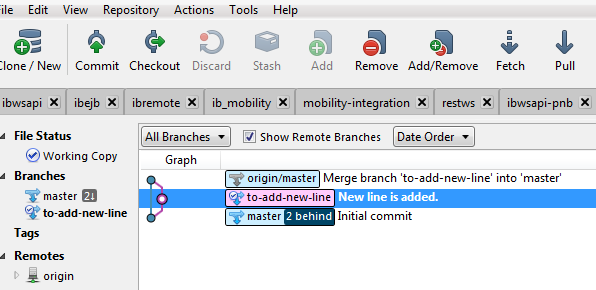 File Edit View Repository Actions Tools Help
Clone / New Commit Checkout Discard Stash Add Remove Add/Remove Fetch Pull
ibwsapi ibejb ibremote ib_mobility mobility-integration restws ibwsapi-pnb
File Status
Working Copy
Branches
master 2↓
to-add-new-line
Tags
Remotes
origin
All Branches Show Remote Branches Date Order
Graph
origin/master Merge branch 'to-add-new-line' into 'master'
to-add-new-line New line is added.
master 2 behind Initial commit